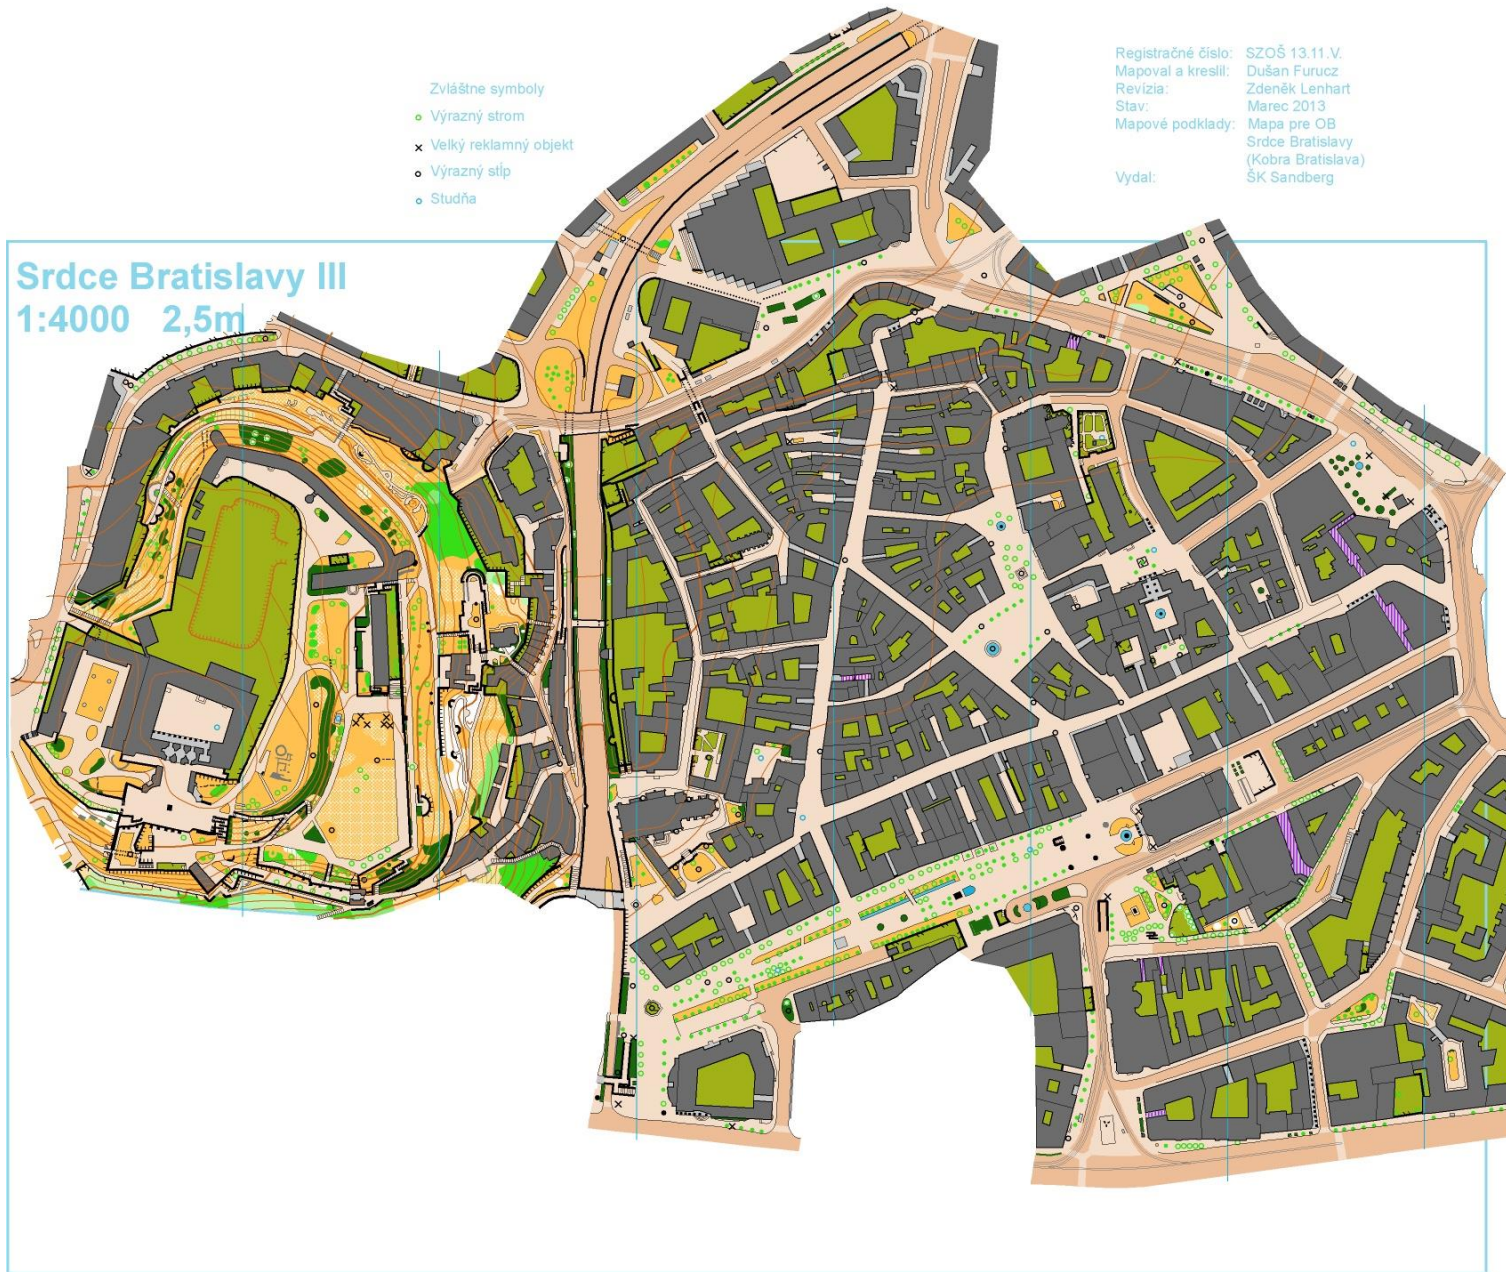 Zvláštne symboly
Výrazný strom
Velký reklamný objekt
Výrazný stĺp
Studňa
Registračné číslo: SZOŠ 13.11.V.
Mapoval a kreslil: Dušan Furucz
Revízia: Zdeněk Lenhart
Stav: Marec 2013
Mapové podklady: Mapa pre OB
Srdce Bratislavy
(Kobra Bratislava)
Vydal: ŠK Sandberg
Srdce Bratislavy III
1:4000 2,5m